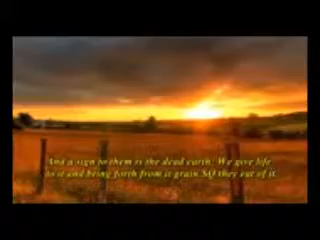 And a sign to them is the dead earth: We give life
to it and bring forth from it grain SO they eat of it.